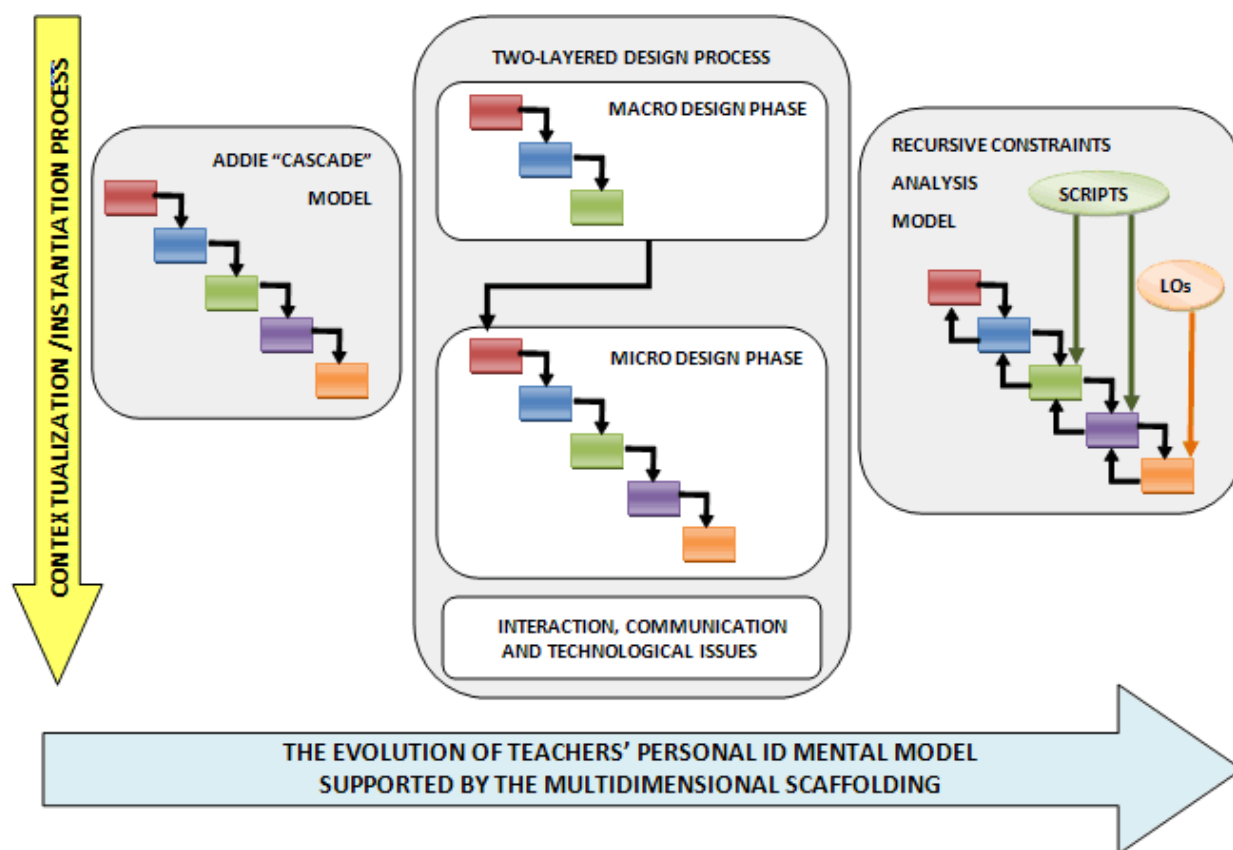 CONTEXTUALIZATION /INSTANTIATION PROCESS
ADDIE “CASCADE”
MODEL
TWO-LAYERED DESIGN PROCESS
MACRO DESIGN PHASE
MICRO DESIGN PHASE
INTERACTION, COMMUNICATION
AND TECHNOLOGICAL ISSUES
RECURSIVE CONSTRAINTS
ANALYSIS
MODEL
SCRIPTS
LOs
THE EVOLUTION OF TEACHERS’ PERSONAL ID MENTAL MODEL
SUPPORTED BY THE MULTIDIMENSIONAL SCAFFOLDING